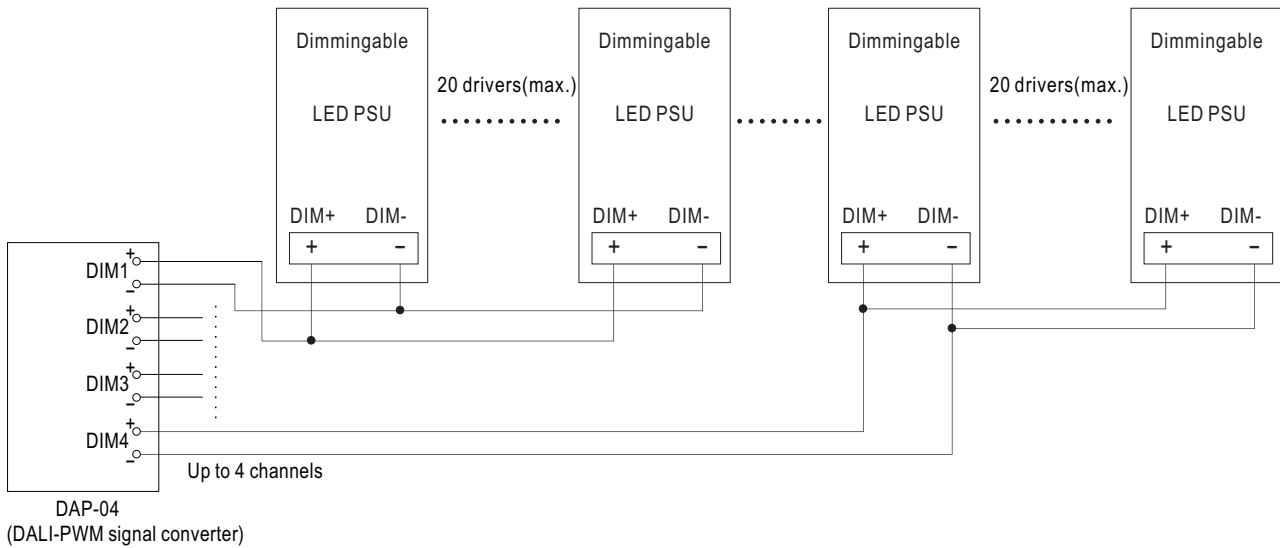 Dimmingable
LED PSU
DIM+ DIM-
+ –
20 drivers(max.)
Dimmingable
LED PSU
DIM+ DIM-
+ –
Dimmingable
LED PSU
DIM+ DIM-
+ –
20 drivers(max.)
Dimmingable
LED PSU
DIM+ DIM-
+ –
DIM1 + –
DIM2 + –
DIM3 + –
DIM4 + –
Up to 4 channels
DAP-04
(DALI-PWM signal converter)